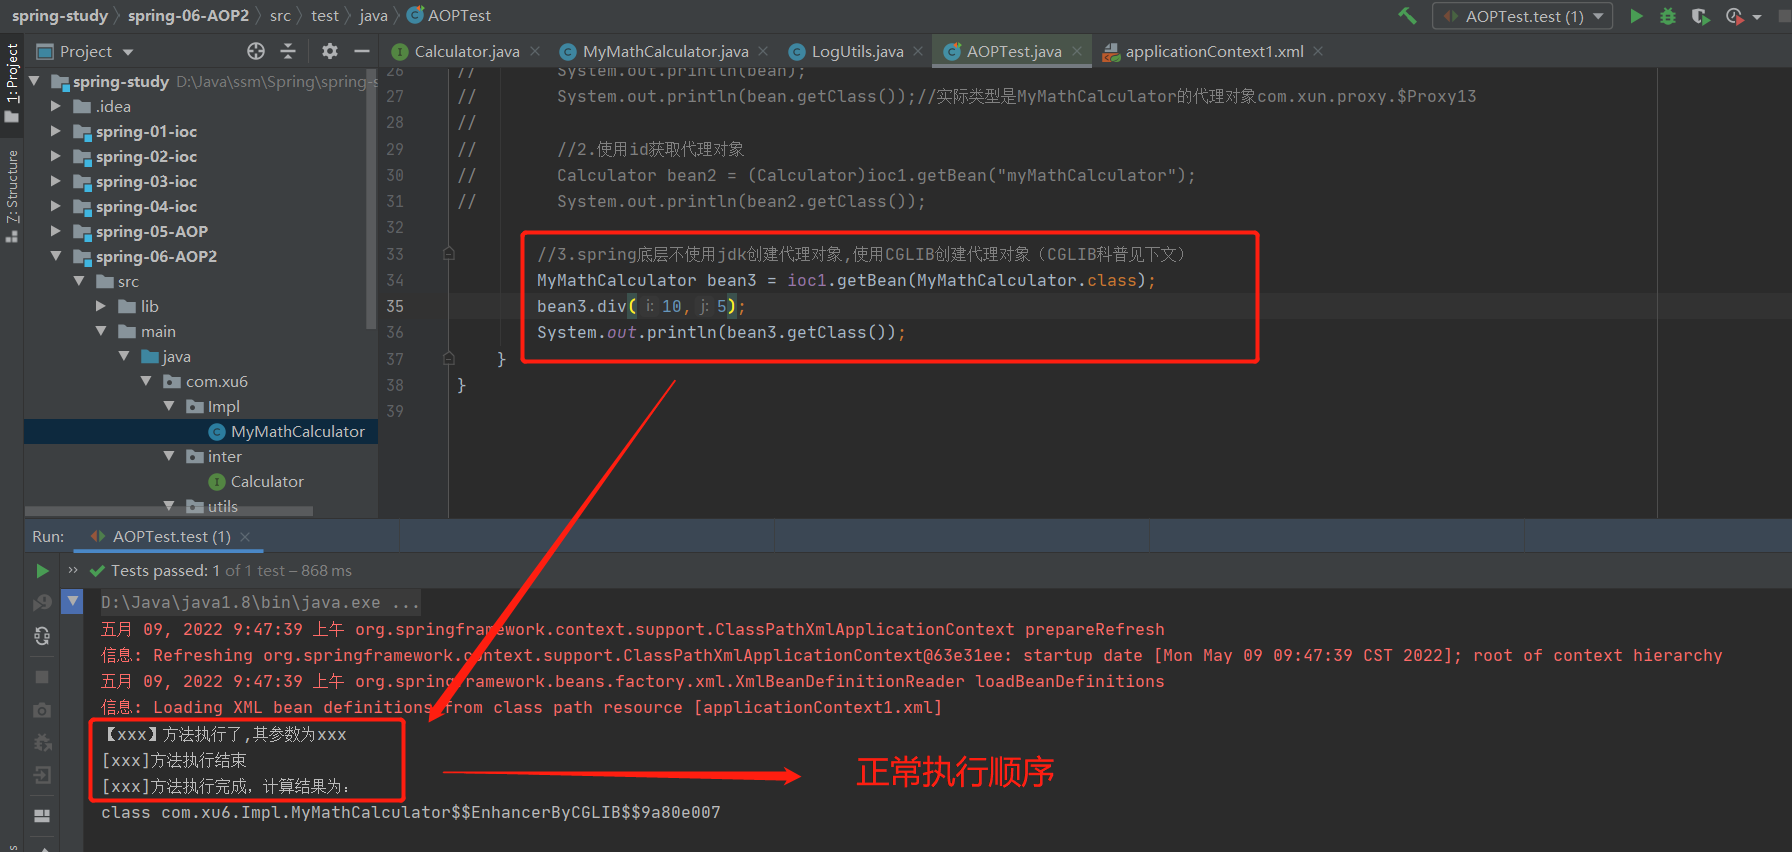 spring-study spring-06-AOP2 src test java AOPTest
AOPTest.test (1)
1: Project
Z: Structure
Project
Calculator.java
MyMathCalculator.java
LogUtils.java
AOPTest.java
applicationContext1.xml
spring-study D:\Java\ssm\Spring\spring-s
.idea
spring-01-ioc
spring-02-ioc
spring-03-ioc
spring-04-ioc
spring-05-AOP
spring-06-AOP2
src
lib
main
java
com.xu6
Impl
MyMathCalculator
inter
Calculator
utils
26 // System.out.println(bean);
27 // System.out.println(bean.getClass());//实际类型是MyMathCalculator的代理对象com.xun.proxy.$Proxy13
28 //
29 // //2.使用id获取代理对象
30 // Calculator bean2 = (Calculator)ioc1.getBean("myMathCalculator");
31 // System.out.println(bean2.getClass());
32
33 //3.spring底层不使用jdk创建代理对象,使用CGLIB创建代理对象（CGLIB科普见下文）
34 MyMathCalculator bean3 = ioc1.getBean(MyMathCalculator.class);
35 bean3.div( i: 10, j: 5);
36 System.out.println(bean3.getClass());
37 }
38 }
39
Run: AOPTest.test (1)
Tests passed: 1 of 1 test – 868 ms
D:\Java\java1.8\bin\java.exe ...
五月 09, 2022 9:47:39 上午 org.springframework.context.support.ClassPathXmlApplicationContext prepareRefresh
信息: Refreshing org.springframework.context.support.ClassPathXmlApplicationContext@63e31ee: startup date [Mon May 09 09:47:39 CST 2022]; root of context hierarchy
五月 09, 2022 9:47:39 上午 org.springframework.beans.factory.xml.XmlBeanDefinitionReader loadBeanDefinitions
信息: Loading XML bean definitions from class path resource [applicationContext1.xml]
【xxx】方法执行了,其参数为xxx
[xxx]方法执行结束
[xxx]方法执行完成，计算结果为：
正常执行顺序
class com.xu6.Impl.MyMathCalculator$$EnhancerByCGLIB$$9a80e007